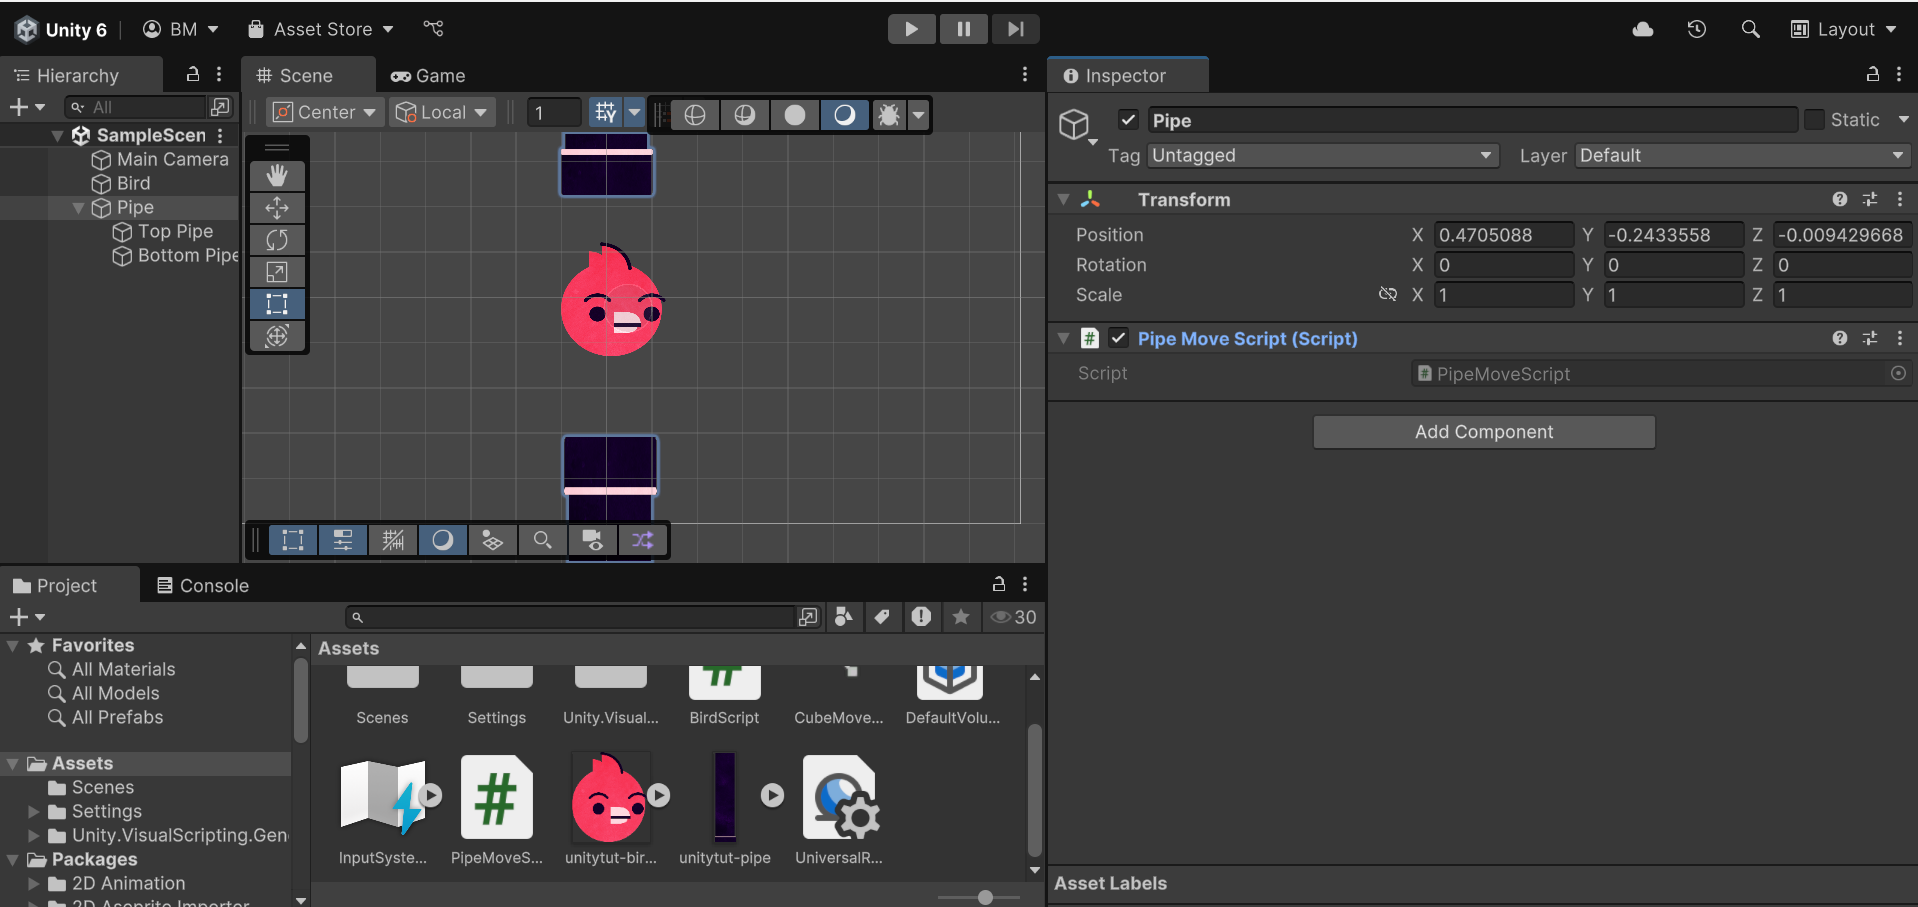 Unity 6 BM Asset Store Layout
Hierarchy
Scene Game
Inspector
All
Center Local 1
SampleScen
Main Camera
Bird
Pipe
Top Pipe
Bottom Pipe
Pipe Static
Tag Untagged Layer Default
Transform
Position X 0.4705088 Y -0.2433558 Z -0.009429668
Rotation X 0 Y 0 Z 0
Scale X 1 Y 1 Z 1
# Pipe Move Script (Script)
Script # PipeMoveScript
Add Component
Project Console
30
Favorites
All Materials
All Models
All Prefabs
Assets
Scenes
Settings
Unity.VisualScripting.Gen
Packages
2D Animation
2D Aseprite Importer
Assets
Scenes Settings Unity.Visual... BirdScript CubeMove... DefaultVolu...
InputSyste... PipeMoveS... unitytut-bir... unitytut-pipe UniversalR...
Asset Labels